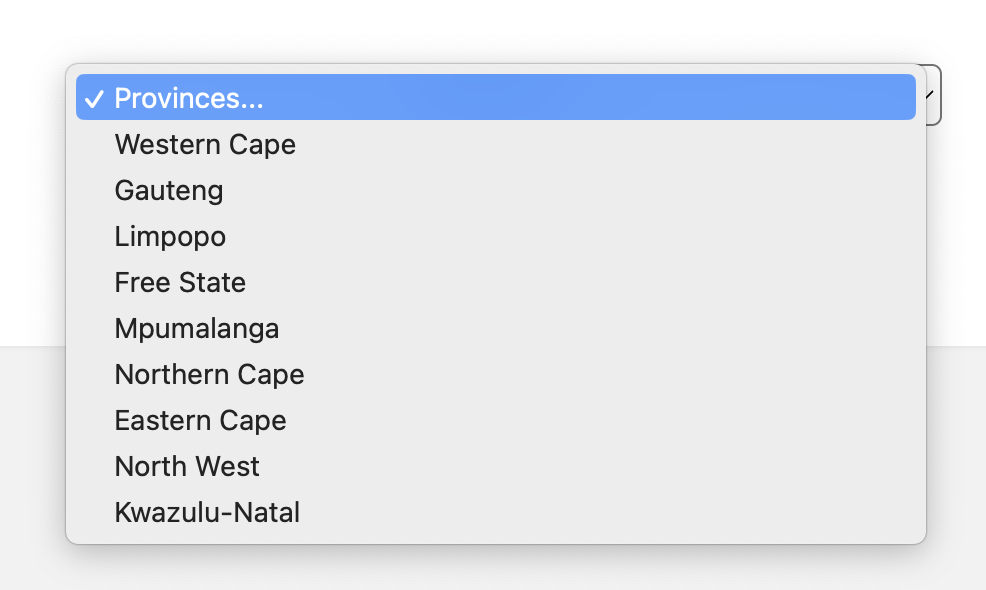 Provinces...
Western Cape
Gauteng
Limpopo
Free State
Mpumalanga
Northern Cape
Eastern Cape
North West
Kwazulu-Natal